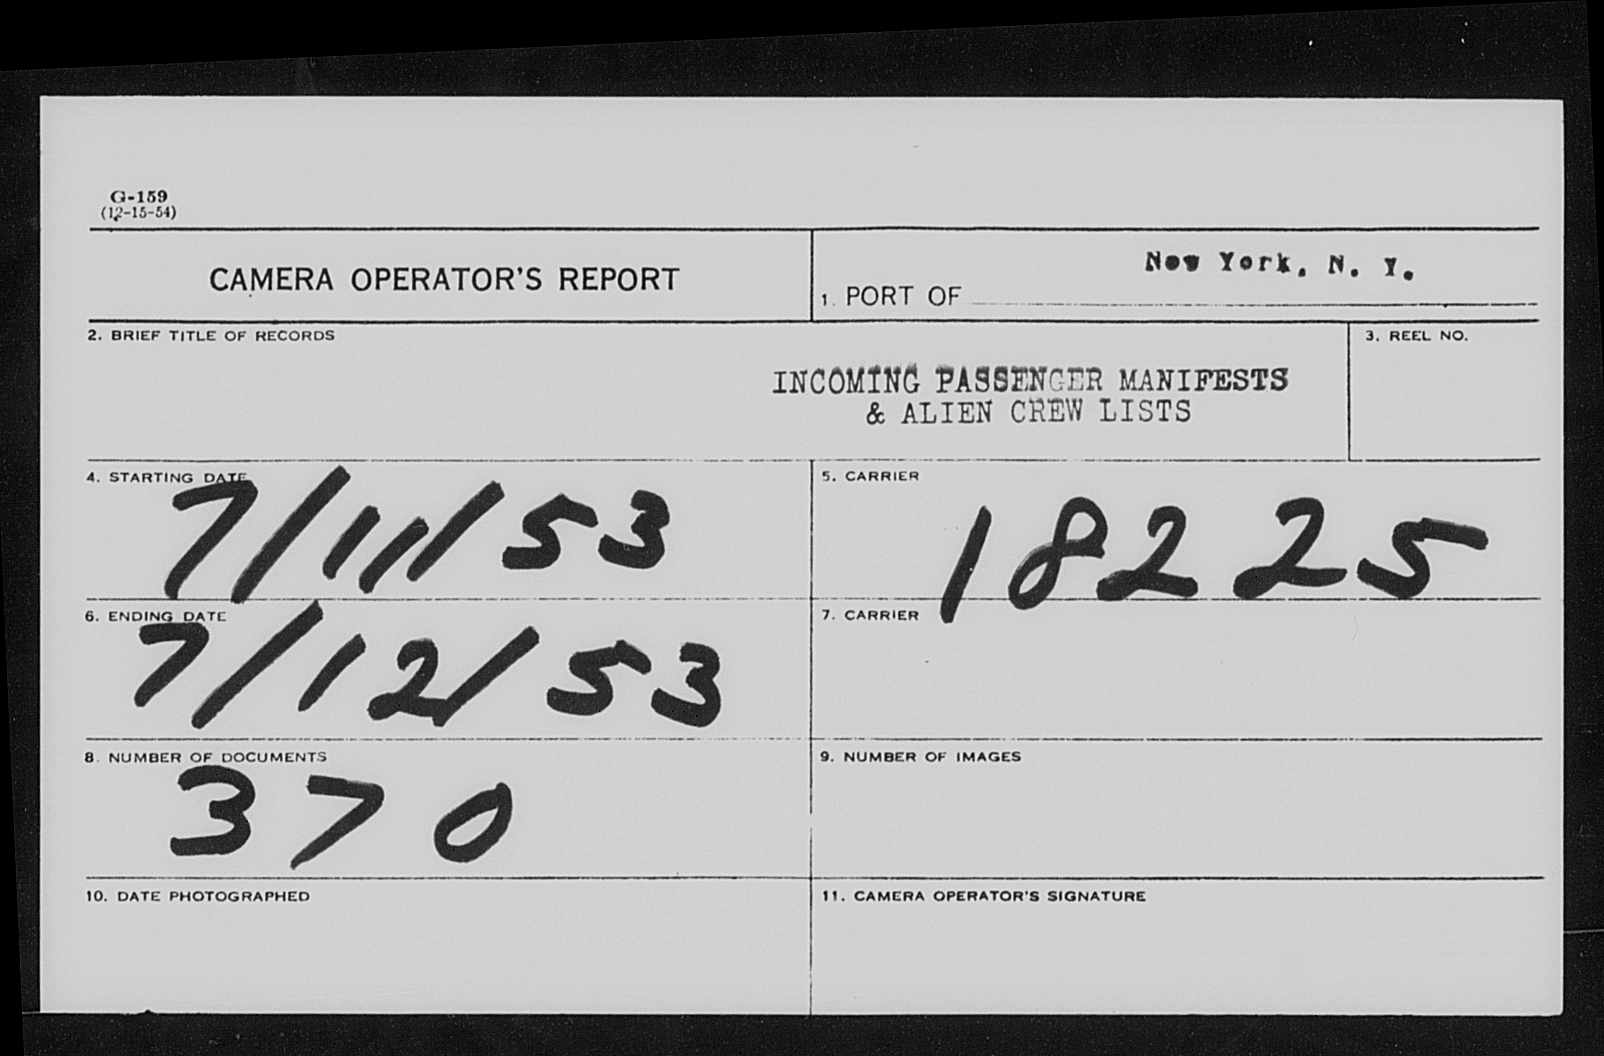 G-159
(12-15-54)
CAMERA OPERATOR'S REPORT
1. PORT OF New York, N. Y.
2. BRIEF TITLE OF RECORDS
INCOMING PASSENGER MANIFESTS
& ALIEN CREW LISTS
3. REEL NO.
4. STARTING DATE
7/11/53
5. CARRIER
18225
6. ENDING DATE
7/12/53
7. CARRIER
8. NUMBER OF DOCUMENTS
370
9. NUMBER OF IMAGES
10. DATE PHOTOGRAPHED
11. CAMERA OPERATOR'S SIGNATURE